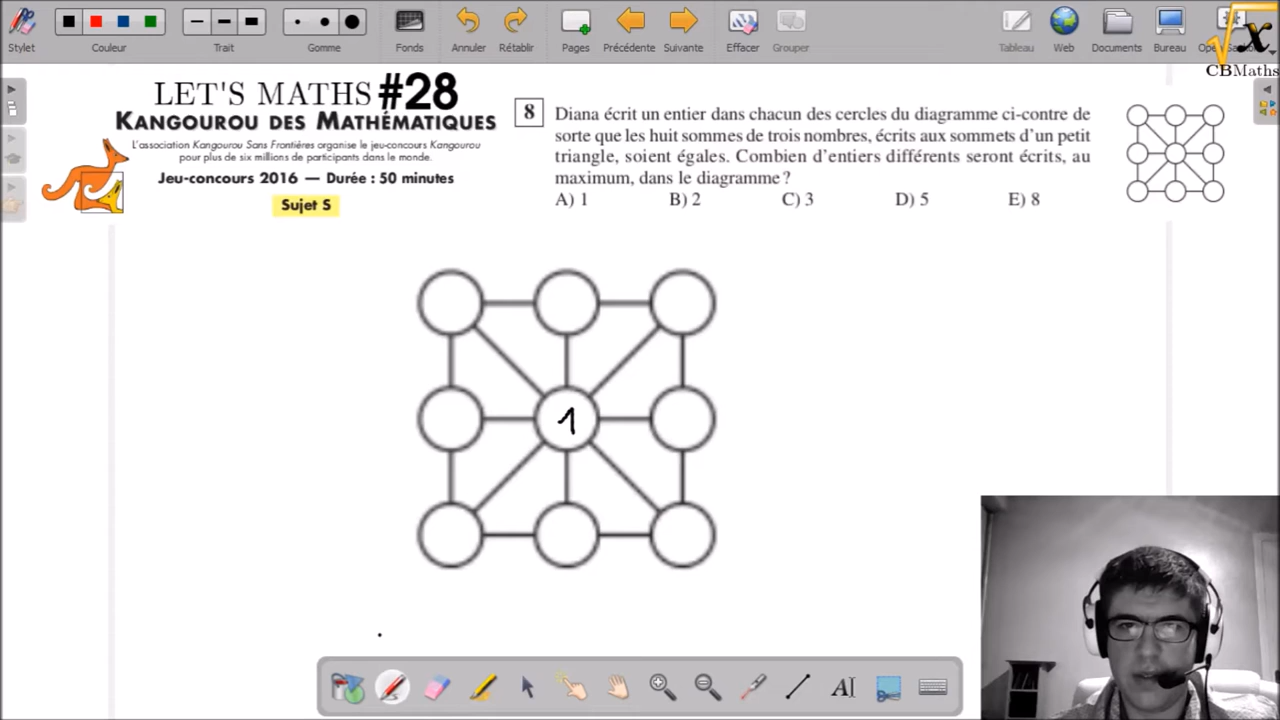 Stylet
Couleur
Trait
Gomme
Fonds
Annuler
Rétablir
Pages
Précédente
Suivante
Effacer
Grouper
Tableau
Web
Documents
Bureau
√x
CBMaths
LET'S MATHS #28
KANGOUROU DES MATHÉMATIQUES
L'association Kangourou Sans Frontières organise le jeu-concours Kangourou
pour plus de six millions de participants dans le monde.
Jeu-concours 2016 — Durée : 50 minutes
Sujet S
8 Diana écrit un entier dans chacun des cercles du diagramme ci-contre de
sorte que les huit sommes de trois nombres, écrits aux sommets d'un petit
triangle, soient égales. Combien d'entiers différents seront écrits, au
maximum, dans le diagramme ?
A) 1 B) 2 C) 3 D) 5 E) 8
1
AI